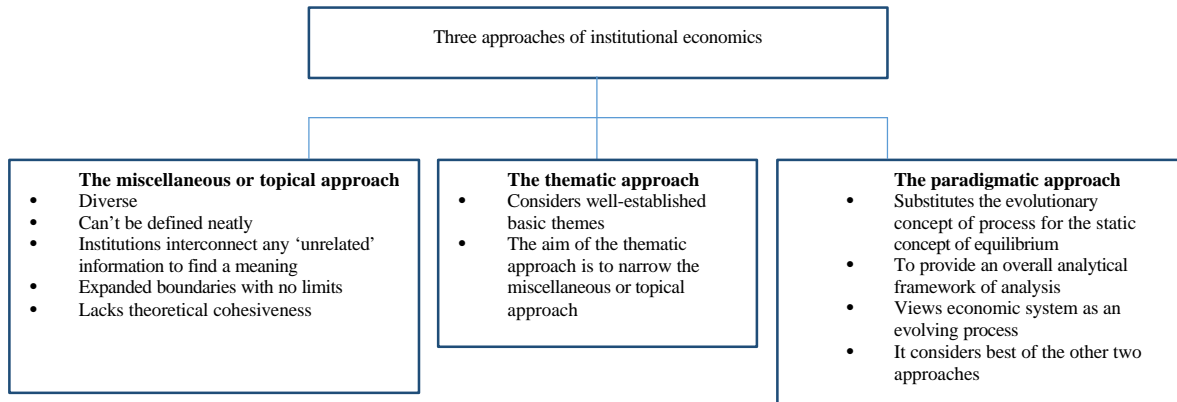 Three approaches of institutional economics
The miscellaneous or topical approach
• Diverse
• Can’t be defined neatly
• Institutions interconnect any ‘unrelated’
information to find a meaning
• Expanded boundaries with no limits
• Lacks theoretical cohesiveness
The thematic approach
• Considers well-established
basic themes
• The aim of the thematic
approach is to narrow the
miscellaneous or topical
approach
The paradigmatic approach
• Substitutes the evolutionary
concept of process for the static
concept of equilibrium
• To provide an overall analytical
framework of analysis
• Views economic system as an
evolving process
• It considers best of the other two
approaches